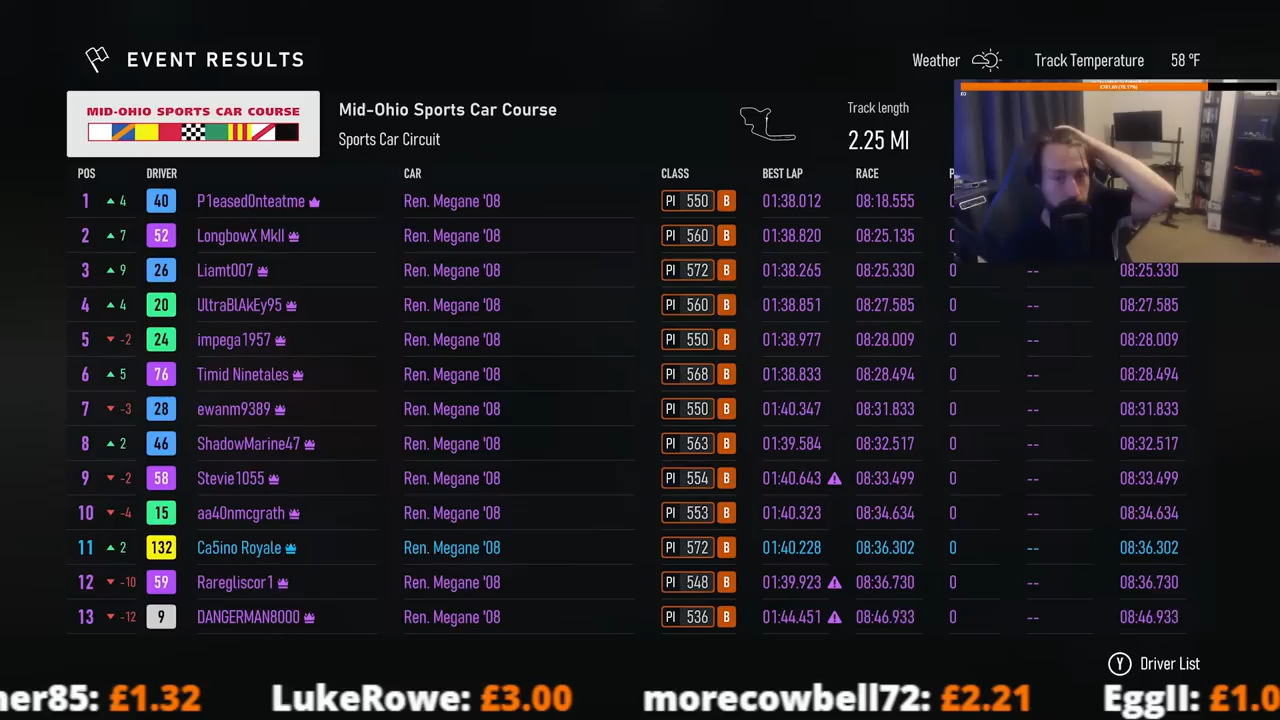 EVENT RESULTS
Weather Track Temperature 58 °F
MID-OHIO SPORTS CAR COURSE
Mid-Ohio Sports Car Course
Sports Car Circuit
Track length
2.25 MI
POS DRIVER CAR CLASS BEST LAP RACE
1 4 40 P1eased0nteatme Ren. Megane '08 PI 550 B 01:38.012 08:18.555
2 7 52 LongbowX MkII Ren. Megane '08 PI 560 B 01:38.820 08:25.135
3 9 26 Liamt007 Ren. Megane '08 PI 572 B 01:38.265 08:25.330 0 -- 08:25.330
4 4 20 UltraBlAkEy95 Ren. Megane '08 PI 560 B 01:38.851 08:27.585 0 -- 08:27.585
5 -2 24 impega1957 Ren. Megane '08 PI 550 B 01:38.977 08:28.009 0 -- 08:28.009
6 5 76 Timid Ninetales Ren. Megane '08 PI 568 B 01:38.833 08:28.494 0 -- 08:28.494
7 -3 28 ewanm9389 Ren. Megane '08 PI 550 B 01:40.347 08:31.833 0 -- 08:31.833
8 2 46 ShadowMarine47 Ren. Megane '08 PI 563 B 01:39.584 08:32.517 0 -- 08:32.517
9 -2 58 Stevie1055 Ren. Megane '08 PI 554 B 01:40.643 08:33.499 0 -- 08:33.499
10 -4 15 aa40nmcgrath Ren. Megane '08 PI 553 B 01:40.323 08:34.634 0 -- 08:34.634
11 2 132 Ca5ino Royale Ren. Megane '08 PI 572 B 01:40.228 08:36.302 0 -- 08:36.302
12 -10 59 Raregliscor1 Ren. Megane '08 PI 548 B 01:39.923 08:36.730 0 -- 08:36.730
13 -12 9 DANGERMAN8000 Ren. Megane '08 PI 536 B 01:44.451 08:46.933 0 -- 08:46.933
Y Driver List
ner85: £1.32 LukeRowe: £3.00 morecowbell72: £2.21 EggII: £1.0